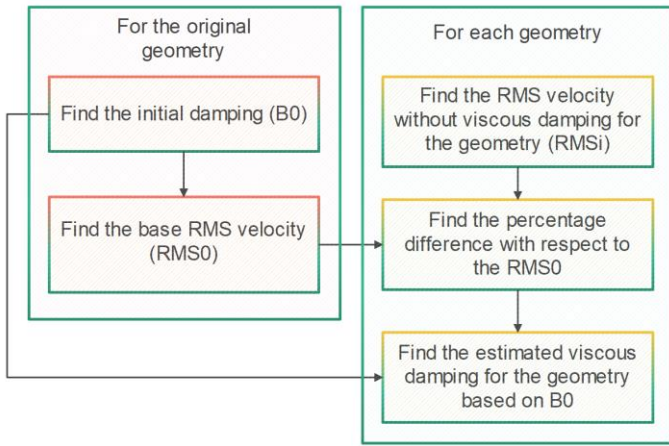 For the original
geometry
Find the initial damping (B0)
Find the base RMS velocity
(RMS0)
For each geometry
Find the RMS velocity
without viscous damping for
the geometry (RMSi)
Find the percentage
difference with respect to
the RMS0
Find the estimated viscous
damping for the geometry
based on B0